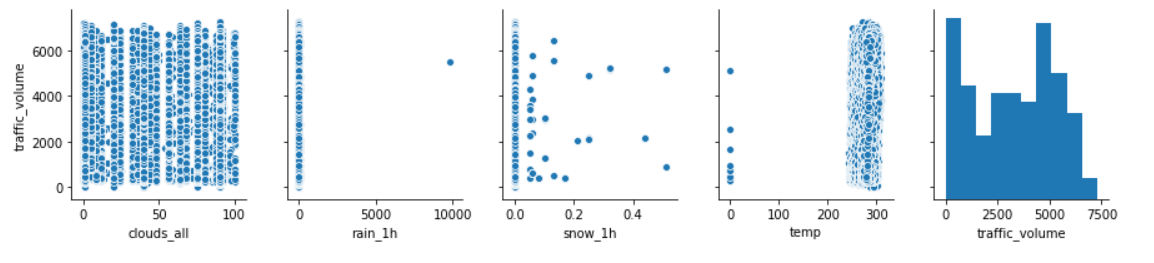 traffic_volume
6000
4000
2000
0
0 50 100
clouds_all
0 5000 10000
rain_1h
0.0 0.2 0.4
snow_1h
0 100 200 300
temp
0 2500 5000 7500
traffic_volume